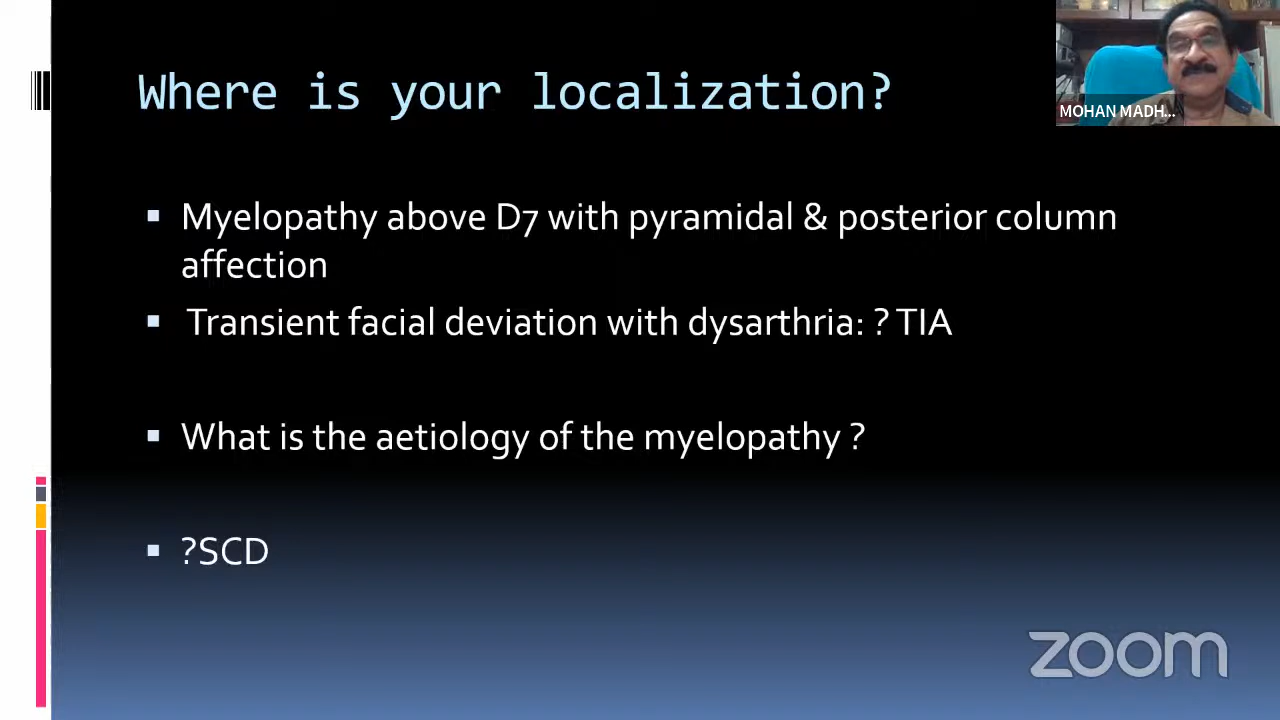 Where is your localization?
MOHAN MADH...
Myelopathy above D7 with pyramidal & posterior column
affection
Transient facial deviation with dysarthria: ? TIA
What is the aetiology of the myelopathy ?
?SCD
zoom